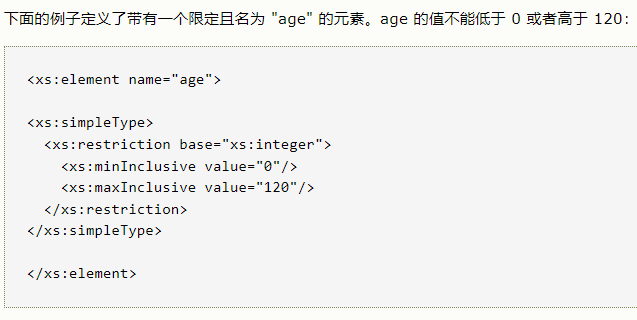 下面的例子定义了带有一个限定且名为 "age" 的元素。age 的值不能低于 0 或者高于 120：
<xs:element name="age">
<xs:simpleType>
  <xs:restriction base="xs:integer">
    <xs:minInclusive value="0"/>
    <xs:maxInclusive value="120"/>
  </xs:restriction>
</xs:simpleType>
</xs:element>